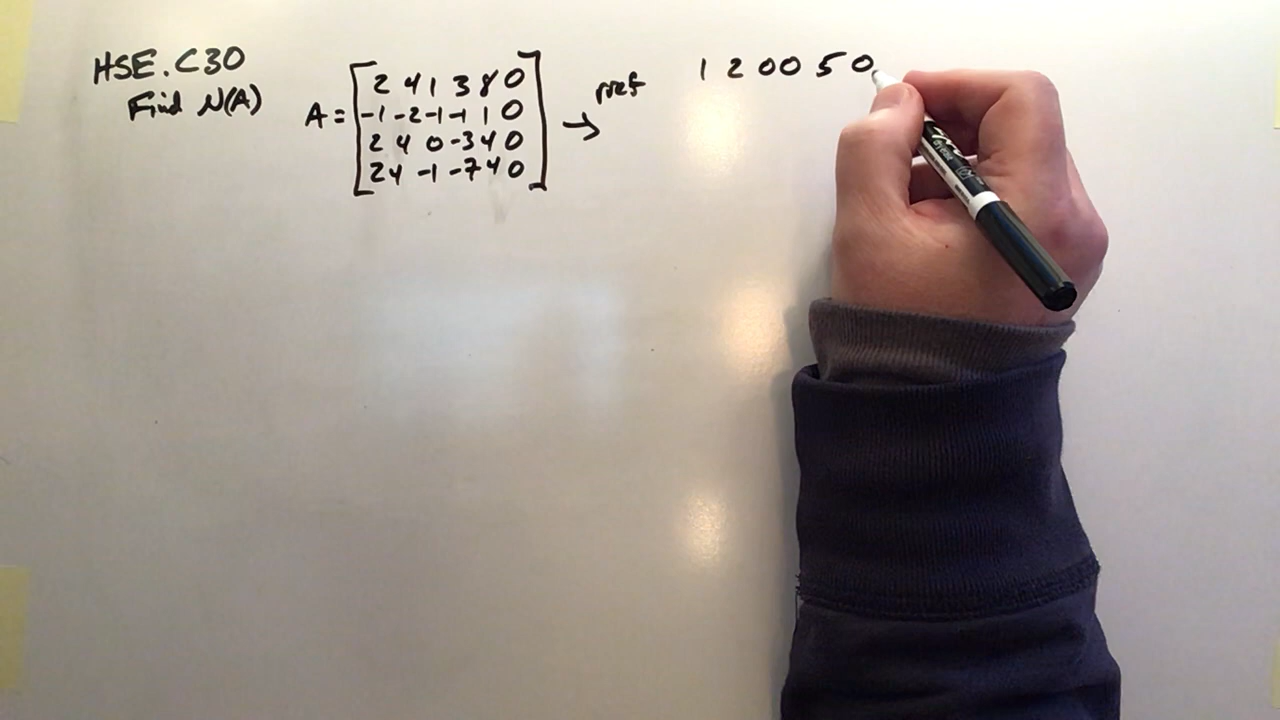 HSE.C30
Find N(A)
A = [ 2 4 1 3 8 0
-1 -2 -1 -1 1 0
2 4 0 -3 4 0
2 4 -1 -7 4 0 ]
→ rref
1 2 0 0 5 0